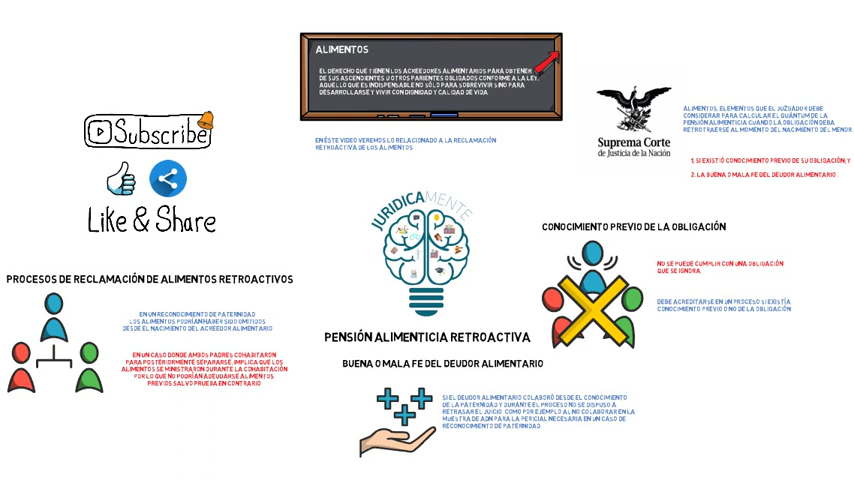 ALIMENTOS
EL DERECHO QUE TIENEN LOS ACREEDORES ALIMENTARIOS PARA OBTENER
DE SUS ASCENDIENTES U OTROS PARIENTES OBLIGADOS CONFORME A LA LEY,
AQUELLO QUE ES INDISPENSABLE NO SÓLO PARA SOBREVIVIR SINO PARA
DESARROLLARSE Y VIVIR CON DIGNIDAD Y CALIDAD DE VIDA
EN ÉSTE VIDEO VEREMOS LO RELACIONADO A LA RECLAMACIÓN
RETROACTIVA DE LOS ALIMENTOS
Suprema Corte
de Justicia de la Nación
ALIMENTOS. ELEMENTOS QUE EL JUZGADOR DEBE
CONSIDERAR PARA CALCULAR EL QUÁNTUM DE LA
PENSIÓN ALIMENTICIA CUANDO LA OBLIGACIÓN DEBA
RETROTRAERSE AL MOMENTO DEL NACIMIENTO DEL MENOR.
1. SI EXISTIÓ CONOCIMIENTO PREVIO DE SU OBLIGACIÓN; Y
2. LA BUENA O MALA FE DEL DEUDOR ALIMENTARIO.
Subscribe
Like & Share
JURIDICAMENTE
PENSIÓN ALIMENTICIA RETROACTIVA
CONOCIMIENTO PREVIO DE LA OBLIGACIÓN
NO SE PUEDE CUMPLIR CON UNA OBLIGACIÓN
QUE SE IGNORA
DEBE ACREDITARSE EN UN PROCESO SI EXISTÍA
CONOCIMIENTO PREVIO O NO DE LA OBLIGACIÓN
PROCESOS DE RECLAMACIÓN DE ALIMENTOS RETROACTIVOS
EN UN RECONOCIMIENTO DE PATERNIDAD
LOS ALIMENTOS PODRÍAN HABER SIDO OMITIDOS
DESDE EL NACIMIENTO DEL ACREEDOR ALIMENTARIO
EN UN CASO DONDE AMBOS PADRES COHABITARON
PARA POSTERIORMENTE SEPARARSE, IMPLICA QUE LOS
ALIMENTOS SE MINISTRARON DURANTE LA COHABITACIÓN
POR LO QUE NO PODRÍAN ADEUDARSE ALIMENTOS
PREVIOS SALVO PRUEBA EN CONTRARIO
BUENA O MALA FE DEL DEUDOR ALIMENTARIO
SI EL DEUDOR ALIMENTARIO COLABORÓ DESDE EL CONOCIMIENTO
DE LA PATERNIDAD Y DURANTE EL PROCESO NO SE DISPUSO A
RETRASAR EL JUICIO. COMO POR EJEMPLO AL NO COLABORAR EN LA
MUESTRA DE ADN PARA LA PERICIAL NECESARIA EN UN CASO DE
RECONOCIMIENTO DE PATERNIDAD.